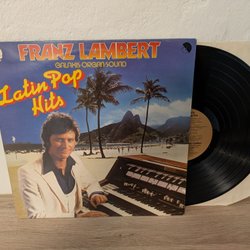 FRANZ LAMBERT
GALAXIS-ORGAN-SOUND
Latin Pop
Hits